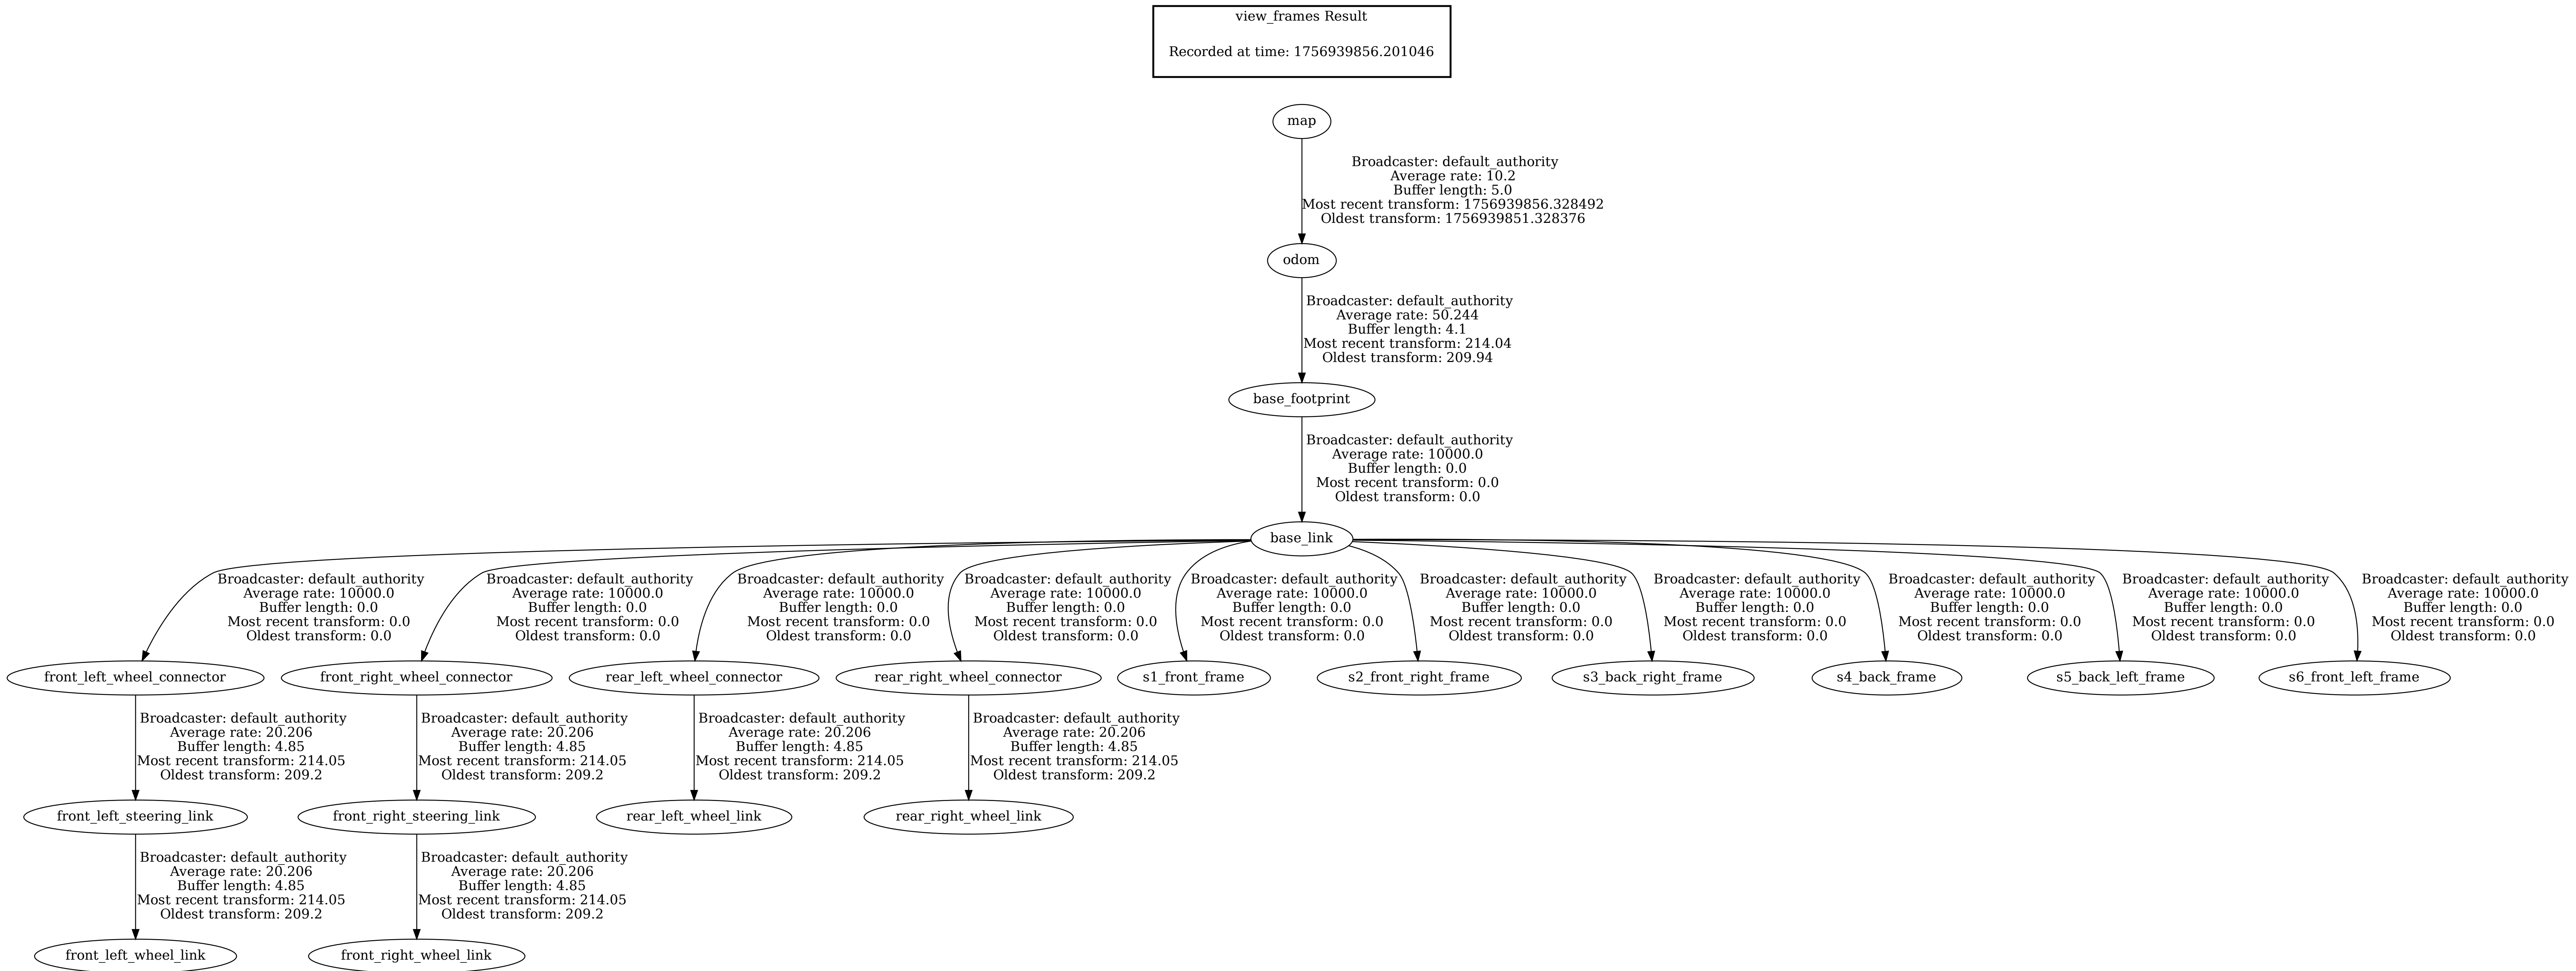 view_frames Result
Recorded at time: 1756939856.201046
map
Broadcaster: default_authority
Average rate: 10.2
Buffer length: 5.0
Most recent transform: 1756939856.328492
Oldest transform: 1756939851.328376
odom
Broadcaster: default_authority
Average rate: 50.244
Buffer length: 4.1
Most recent transform: 214.04
Oldest transform: 209.94
base_footprint
Broadcaster: default_authority
Average rate: 10000.0
Buffer length: 0.0
Most recent transform: 0.0
Oldest transform: 0.0
base_link
Broadcaster: default_authority
Average rate: 10000.0
Buffer length: 0.0
Most recent transform: 0.0
Oldest transform: 0.0
Broadcaster: default_authority
Average rate: 10000.0
Buffer length: 0.0
Most recent transform: 0.0
Oldest transform: 0.0
Broadcaster: default_authority
Average rate: 10000.0
Buffer length: 0.0
Most recent transform: 0.0
Oldest transform: 0.0
Broadcaster: default_authority
Average rate: 10000.0
Buffer length: 0.0
Most recent transform: 0.0
Oldest transform: 0.0
Broadcaster: default_authority
Average rate: 10000.0
Buffer length: 0.0
Most recent transform: 0.0
Oldest transform: 0.0
Broadcaster: default_authority
Average rate: 10000.0
Buffer length: 0.0
Most recent transform: 0.0
Oldest transform: 0.0
Broadcaster: default_authority
Average rate: 10000.0
Buffer length: 0.0
Most recent transform: 0.0
Oldest transform: 0.0
Broadcaster: default_authority
Average rate: 10000.0
Buffer length: 0.0
Most recent transform: 0.0
Oldest transform: 0.0
Broadcaster: default_authority
Average rate: 10000.0
Buffer length: 0.0
Most recent transform: 0.0
Oldest transform: 0.0
Broadcaster: default_authority
Average rate: 10000.0
Buffer length: 0.0
Most recent transform: 0.0
Oldest transform: 0.0
front_left_wheel_connector
front_right_wheel_connector
rear_left_wheel_connector
rear_right_wheel_connector
s1_front_frame
s2_front_right_frame
s3_back_right_frame
s4_back_frame
s5_back_left_frame
s6_front_left_frame
Broadcaster: default_authority
Average rate: 20.206
Buffer length: 4.85
Most recent transform: 214.05
Oldest transform: 209.2
Broadcaster: default_authority
Average rate: 20.206
Buffer length: 4.85
Most recent transform: 214.05
Oldest transform: 209.2
Broadcaster: default_authority
Average rate: 20.206
Buffer length: 4.85
Most recent transform: 214.05
Oldest transform: 209.2
Broadcaster: default_authority
Average rate: 20.206
Buffer length: 4.85
Most recent transform: 214.05
Oldest transform: 209.2
front_left_steering_link
front_right_steering_link
rear_left_wheel_link
rear_right_wheel_link
Broadcaster: default_authority
Average rate: 20.206
Buffer length: 4.85
Most recent transform: 214.05
Oldest transform: 209.2
Broadcaster: default_authority
Average rate: 20.206
Buffer length: 4.85
Most recent transform: 214.05
Oldest transform: 209.2
front_left_wheel_link
front_right_wheel_link